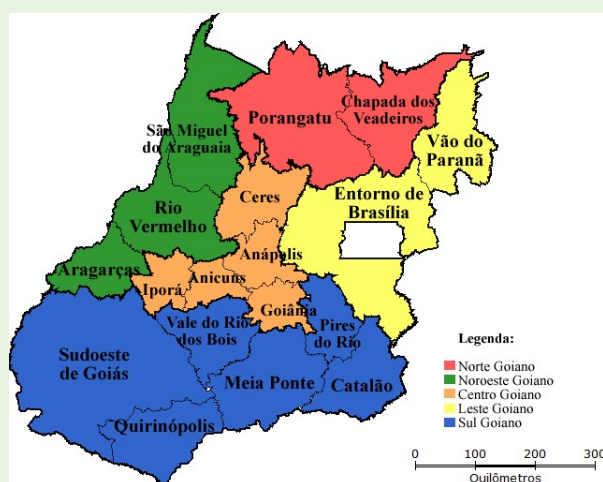 Porangatu
Chapada dos
Veadeiros
São Miguel
do Araguaia
Vão do
Paranã
Ceres
Entorno de
Brasília
Rio
Vermelho
Anápolis
Aragarças
Iporá
Anicuns
Goiânia
Vale do Rio
dos Bois
Pires
do Rio
Sudoeste
de Goiás
Meia Ponte
Catalão
Quirinópolis
Legenda:
Norte Goiano
Noroeste Goiano
Centro Goiano
Leste Goiano
Sul Goiano
0 100 200 300
Quilômetros